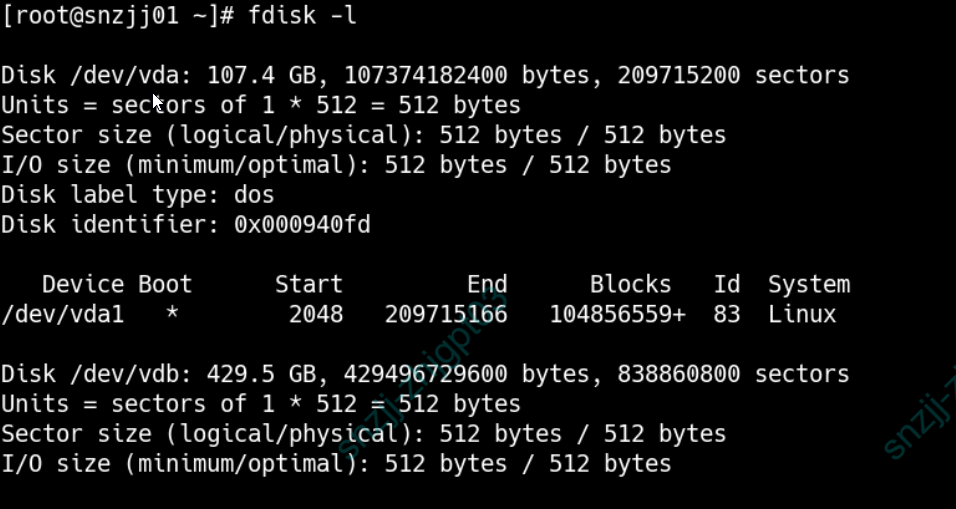 [root@snzjj01 ~]# fdisk -l
Disk /dev/vda: 107.4 GB, 107374182400 bytes, 209715200 sectors
Units = sectors of 1 * 512 = 512 bytes
Sector size (logical/physical): 512 bytes / 512 bytes
I/O size (minimum/optimal): 512 bytes / 512 bytes
Disk label type: dos
Disk identifier: 0x000940fd
Device Boot Start End Blocks Id System
/dev/vda1 * 2048 209715166 104856559+ 83 Linux
Disk /dev/vdb: 429.5 GB, 429496729600 bytes, 838860800 sectors
Units = sectors of 1 * 512 = 512 bytes
Sector size (logical/physical): 512 bytes / 512 bytes
I/O size (minimum/optimal): 512 bytes / 512 bytes